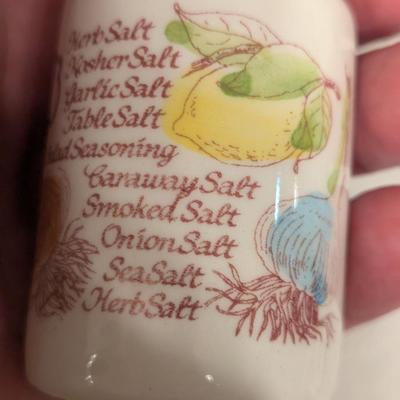 Herb Salt
Kosher Salt
Garlic Salt
Table Salt
Seasoning
Caraway Salt
Smoked Salt
Onion Salt
Sea Salt
Herb Salt